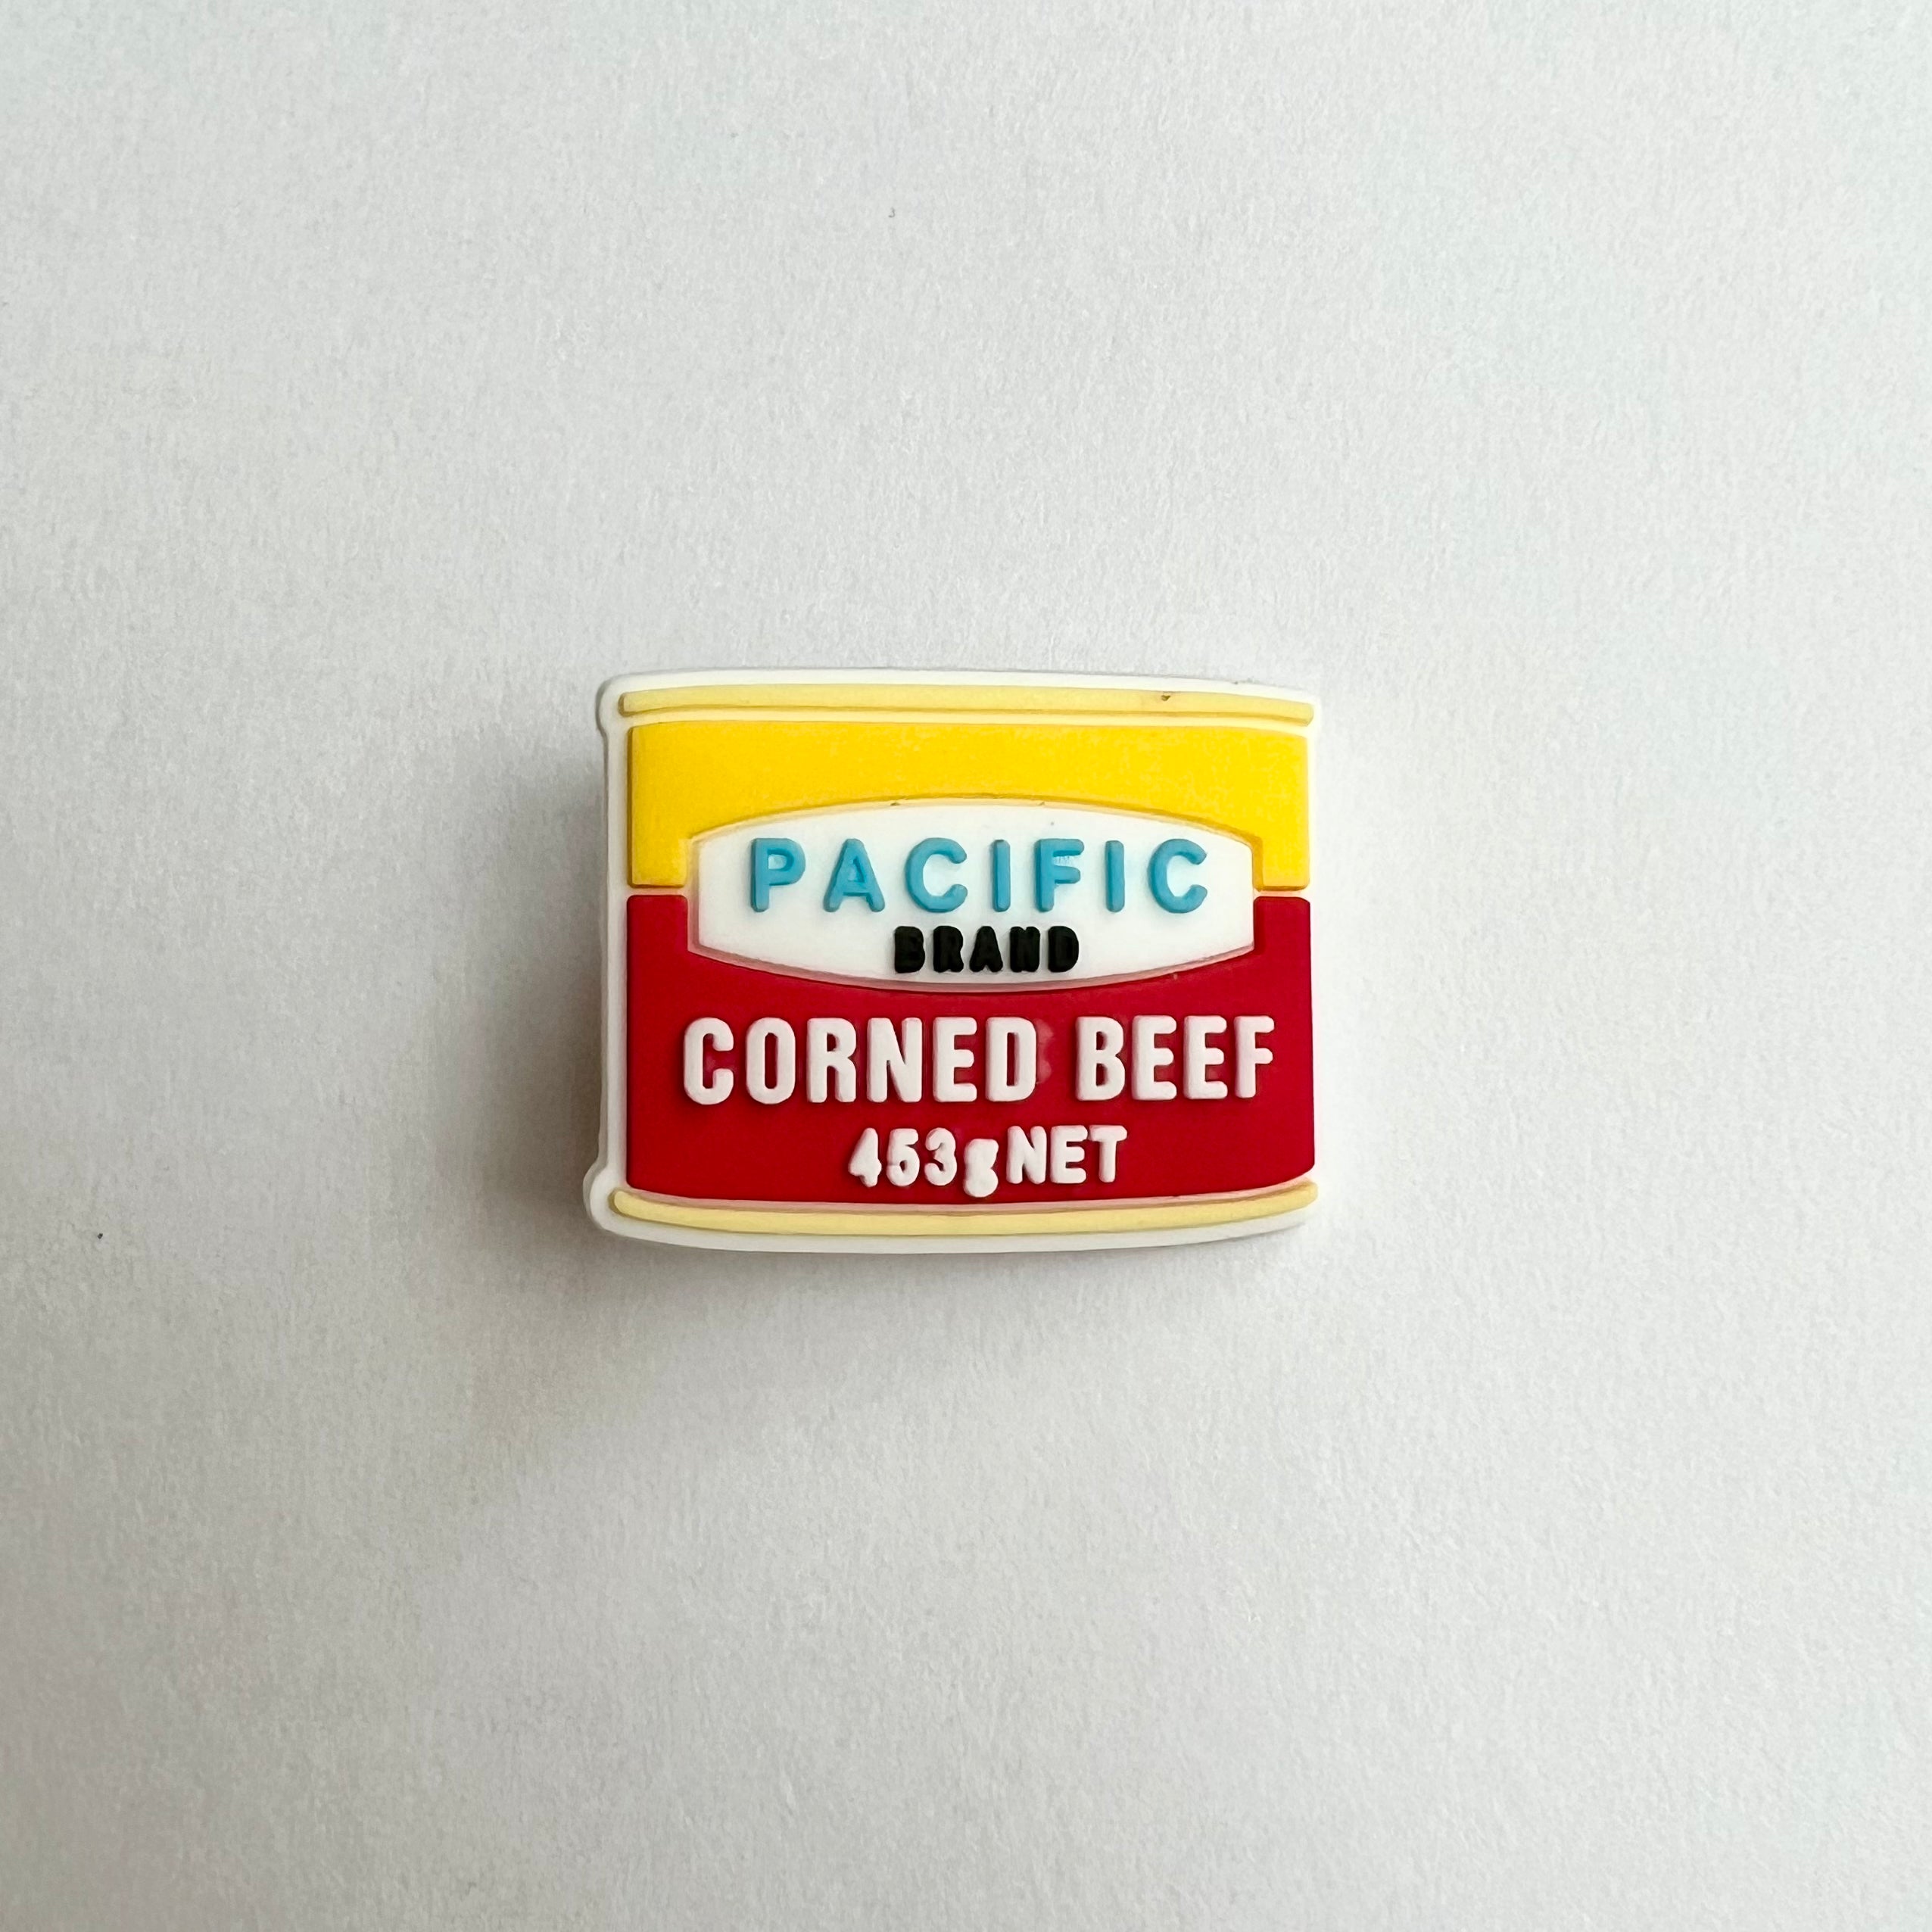 PACIFIC
BRAND
CORNED BEEF
453g NET